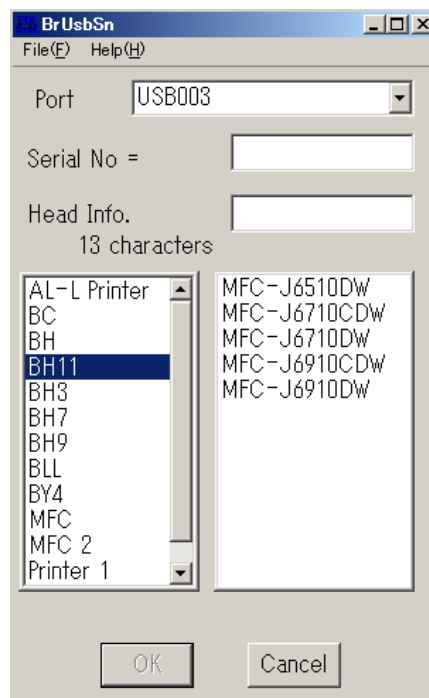 BrUsbSn
File(F) Help(H)
Port USB003
Serial No =
Head Info.
13 characters
AL-L Printer
BC
BH
BH11
BH3
BH7
BH9
BLL
BY4
MFC
MFC 2
Printer 1
MFC-J6510DW
MFC-J6710CDW
MFC-J6710DW
MFC-J6910CDW
MFC-J6910DW
OK Cancel